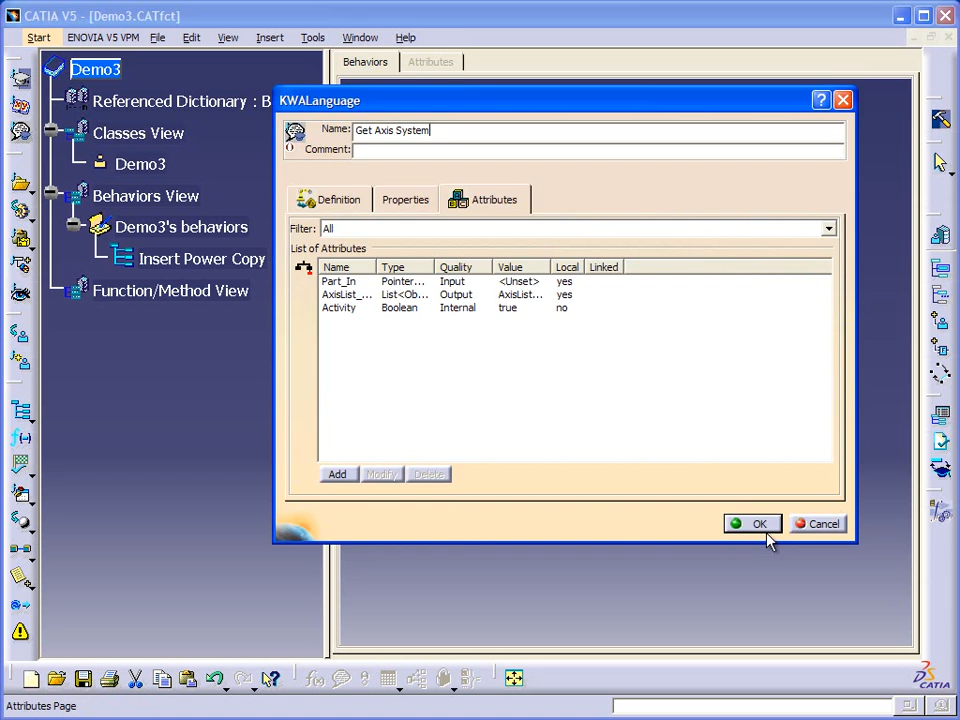 CATIA V5 - [Demo3.CATfct]
Start ENOVIA V5 VPM File Edit View Insert Tools Window Help
Demo3
Referenced Dictionary : B
Classes View
Demo3
Behaviors View
Demo3's behaviors
Insert Power Copy
Function/Method View
Behaviors Attributes
KWALanguage
Name: Get Axis System
Comment:
Definition Properties Attributes
Filter: All
List of Attributes
Name Type Quality Value Local Linked
Part_In Pointer... Input <Unset> yes
AxisList_... List<Ob... Output AxisList... yes
Activity Boolean Internal true no
Add Modify Delete
OK Cancel
CATIA
Attributes Page